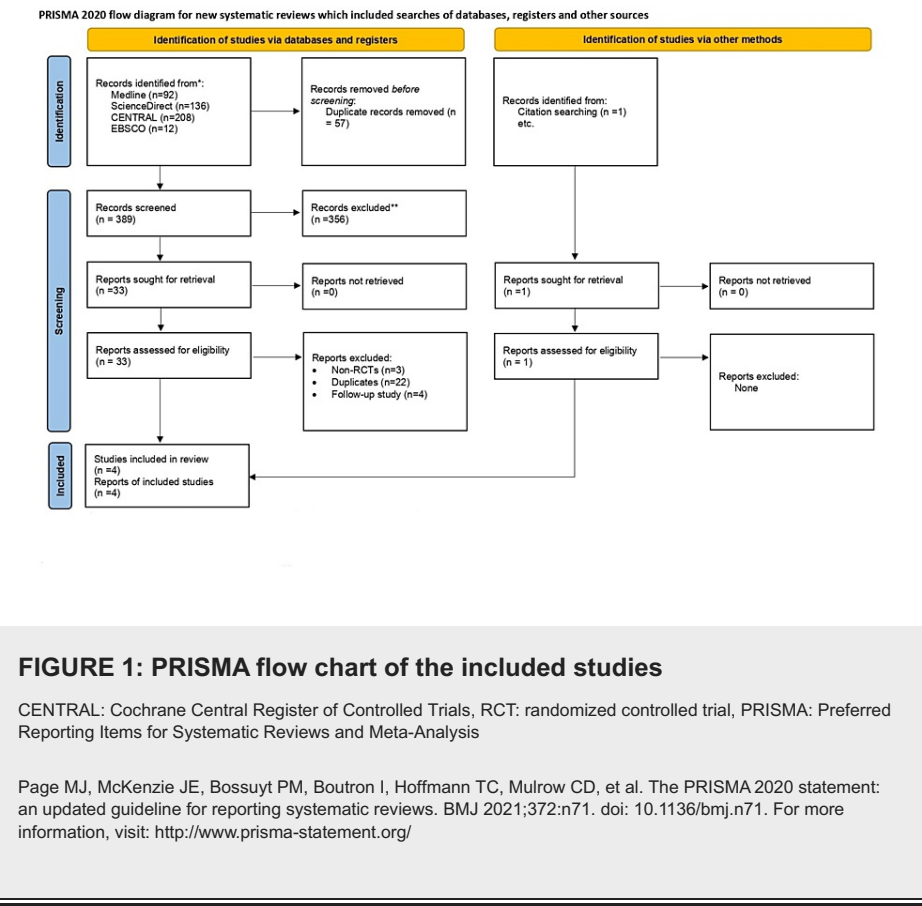 PRISMA 2020 flow diagram for new systematic reviews which included searches of databases, registers and other sources
Identification of studies via databases and registers
Identification of studies via other methods
Identification
Records identified from*:
Medline (n=92)
ScienceDirect (n=136)
CENTRAL (n=208)
EBSCO (n=12)
Records removed before
screening:
Duplicate records removed (n
= 57)
Records identified from:
Citation searching (n =1)
etc.
Screening
Records screened
(n = 389)
Records excluded**
(n =356)
Reports sought for retrieval
(n =33)
Reports not retrieved
(n =0)
Reports sought for retrieval
(n =1)
Reports not retrieved
(n = 0)
Reports assessed for eligibility
(n = 33)
Reports excluded:
• Non-RCTs (n=3)
• Duplicates (n=22)
• Follow-up study (n=4)
Reports assessed for eligibility
(n = 1)
Reports excluded:
None
Included
Studies included in review
(n =4)
Reports of included studies
(n =4)
FIGURE 1: PRISMA flow chart of the included studies
CENTRAL: Cochrane Central Register of Controlled Trials, RCT: randomized controlled trial, PRISMA: Preferred
Reporting Items for Systematic Reviews and Meta-Analysis
Page MJ, McKenzie JE, Bossuyt PM, Boutron I, Hoffmann TC, Mulrow CD, et al. The PRISMA 2020 statement:
an updated guideline for reporting systematic reviews. BMJ 2021;372:n71. doi: 10.1136/bmj.n71. For more
information, visit: http://www.prisma-statement.org/